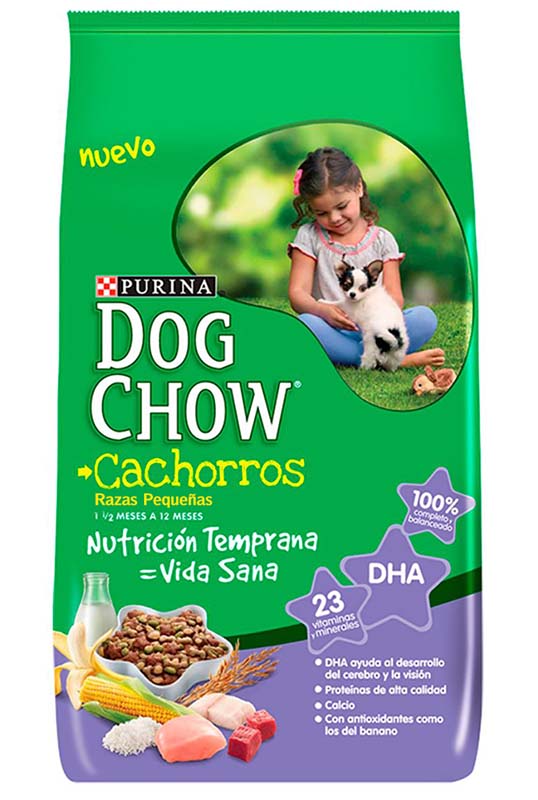 nuevo
PURINA
DOG
CHOW®
Cachorros
Razas Pequeñas
1 1/2 MESES A 12 MESES
Nutrición Temprana
= Vida Sana
100%
completo y
balanceado
DHA
23
vitaminas
y minerales
• DHA ayuda al desarrollo
del cerebro y la visión
• Proteínas de alta calidad
• Calcio
• Con antioxidantes como
los del banano